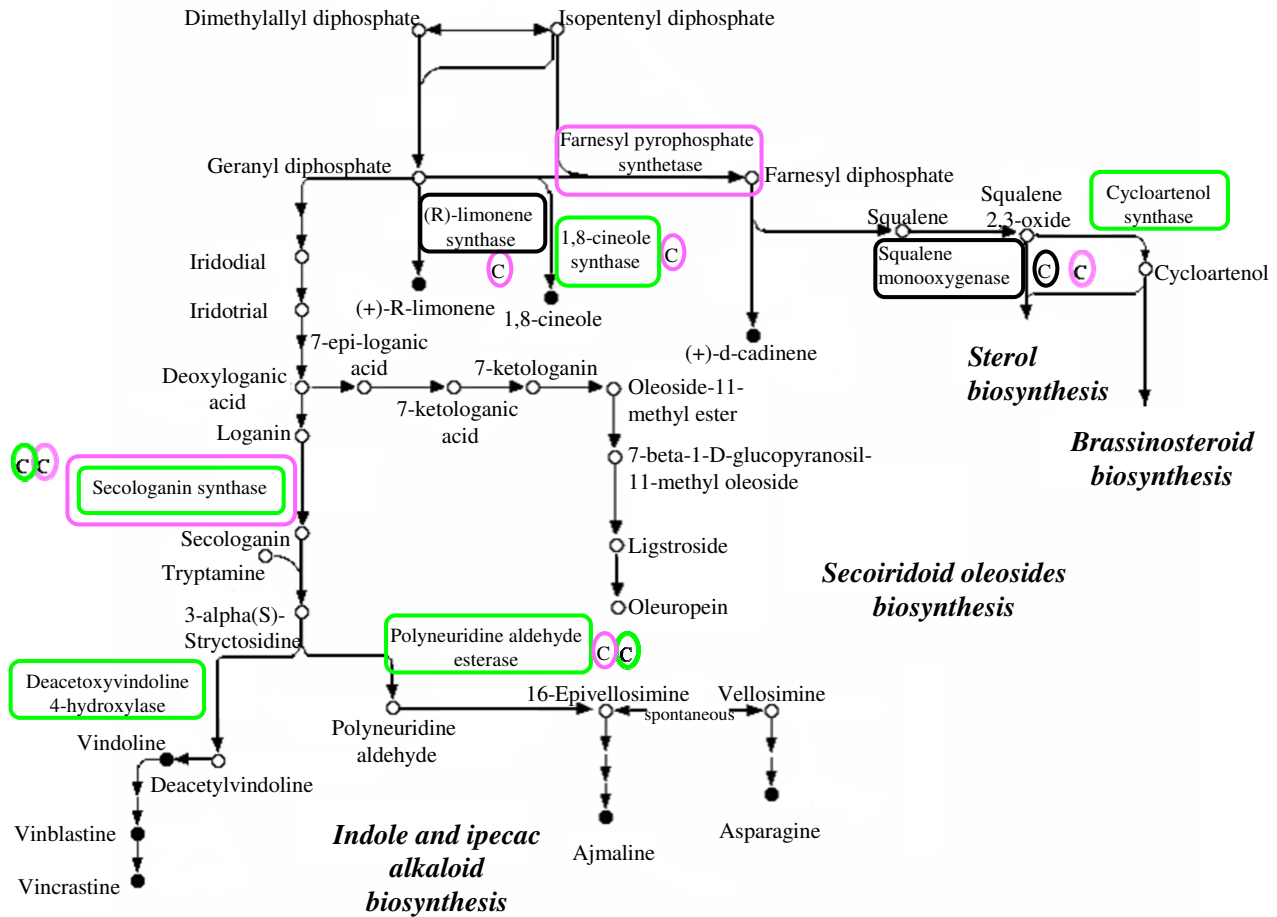 Dimethylallyl diphosphate
Isopentenyl diphosphate
Farnesyl pyrophosphate
synthetase
Geranyl diphosphate
Farnesyl diphosphate
Squalene
2,3-oxide
Cycloartenol
synthase
(R)-limonene
synthase
1,8-cineole
synthase
C
C
Squalene
Squalene
monooxygenase
C
C
Cycloartenol
Iridodial
Iridotrial
(+)-R-limonene
1,8-cineole
(+)-d-cadinene
Sterol
biosynthesis
7-epi-loganic
acid
Deoxyloganic
acid
7-ketologanin
7-ketologanic
acid
Oleoside-11-
methyl ester
Loganin
Brassinosteroid
biosynthesis
C
C
Secologanin synthase
7-beta-1-D-glucopyranosil-
11-methyl oleoside
Secologanin
Tryptamine
Ligstroside
Secoiridoid oleosides
biosynthesis
3-alpha(S)-
Stryctosidine
Oleuropein
Polyneuridine aldehyde
esterase
C
C
Deacetoxyvindoline
4-hydroxylase
16-Epivellosimine
Vellosimine
spontaneous
Polyneuridine
aldehyde
Vindoline
Deacetylvindoline
Vinblastine
Vincrastine
Indole and ipecac
alkaloid
biosynthesis
Ajmaline
Asparagine